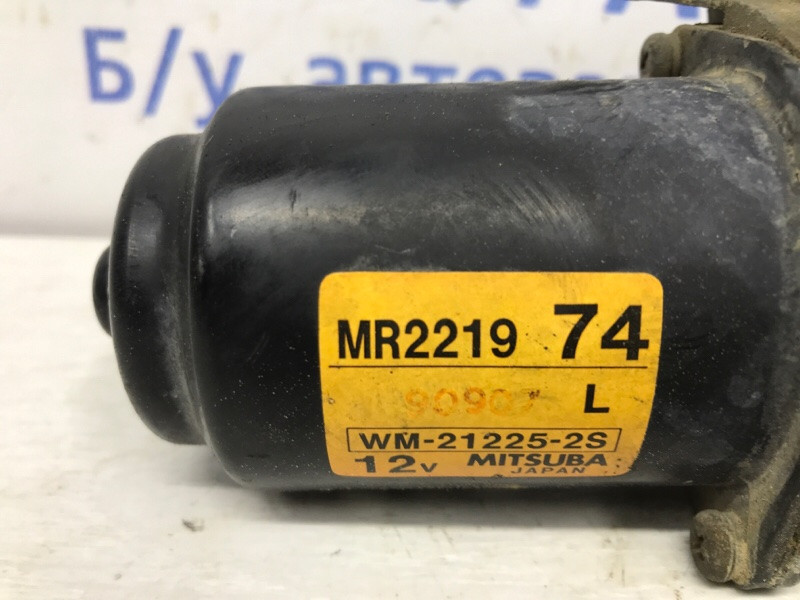 Б/у
MR2219 74
L
WM-21225-2S
12V MITSUBA
JAPAN